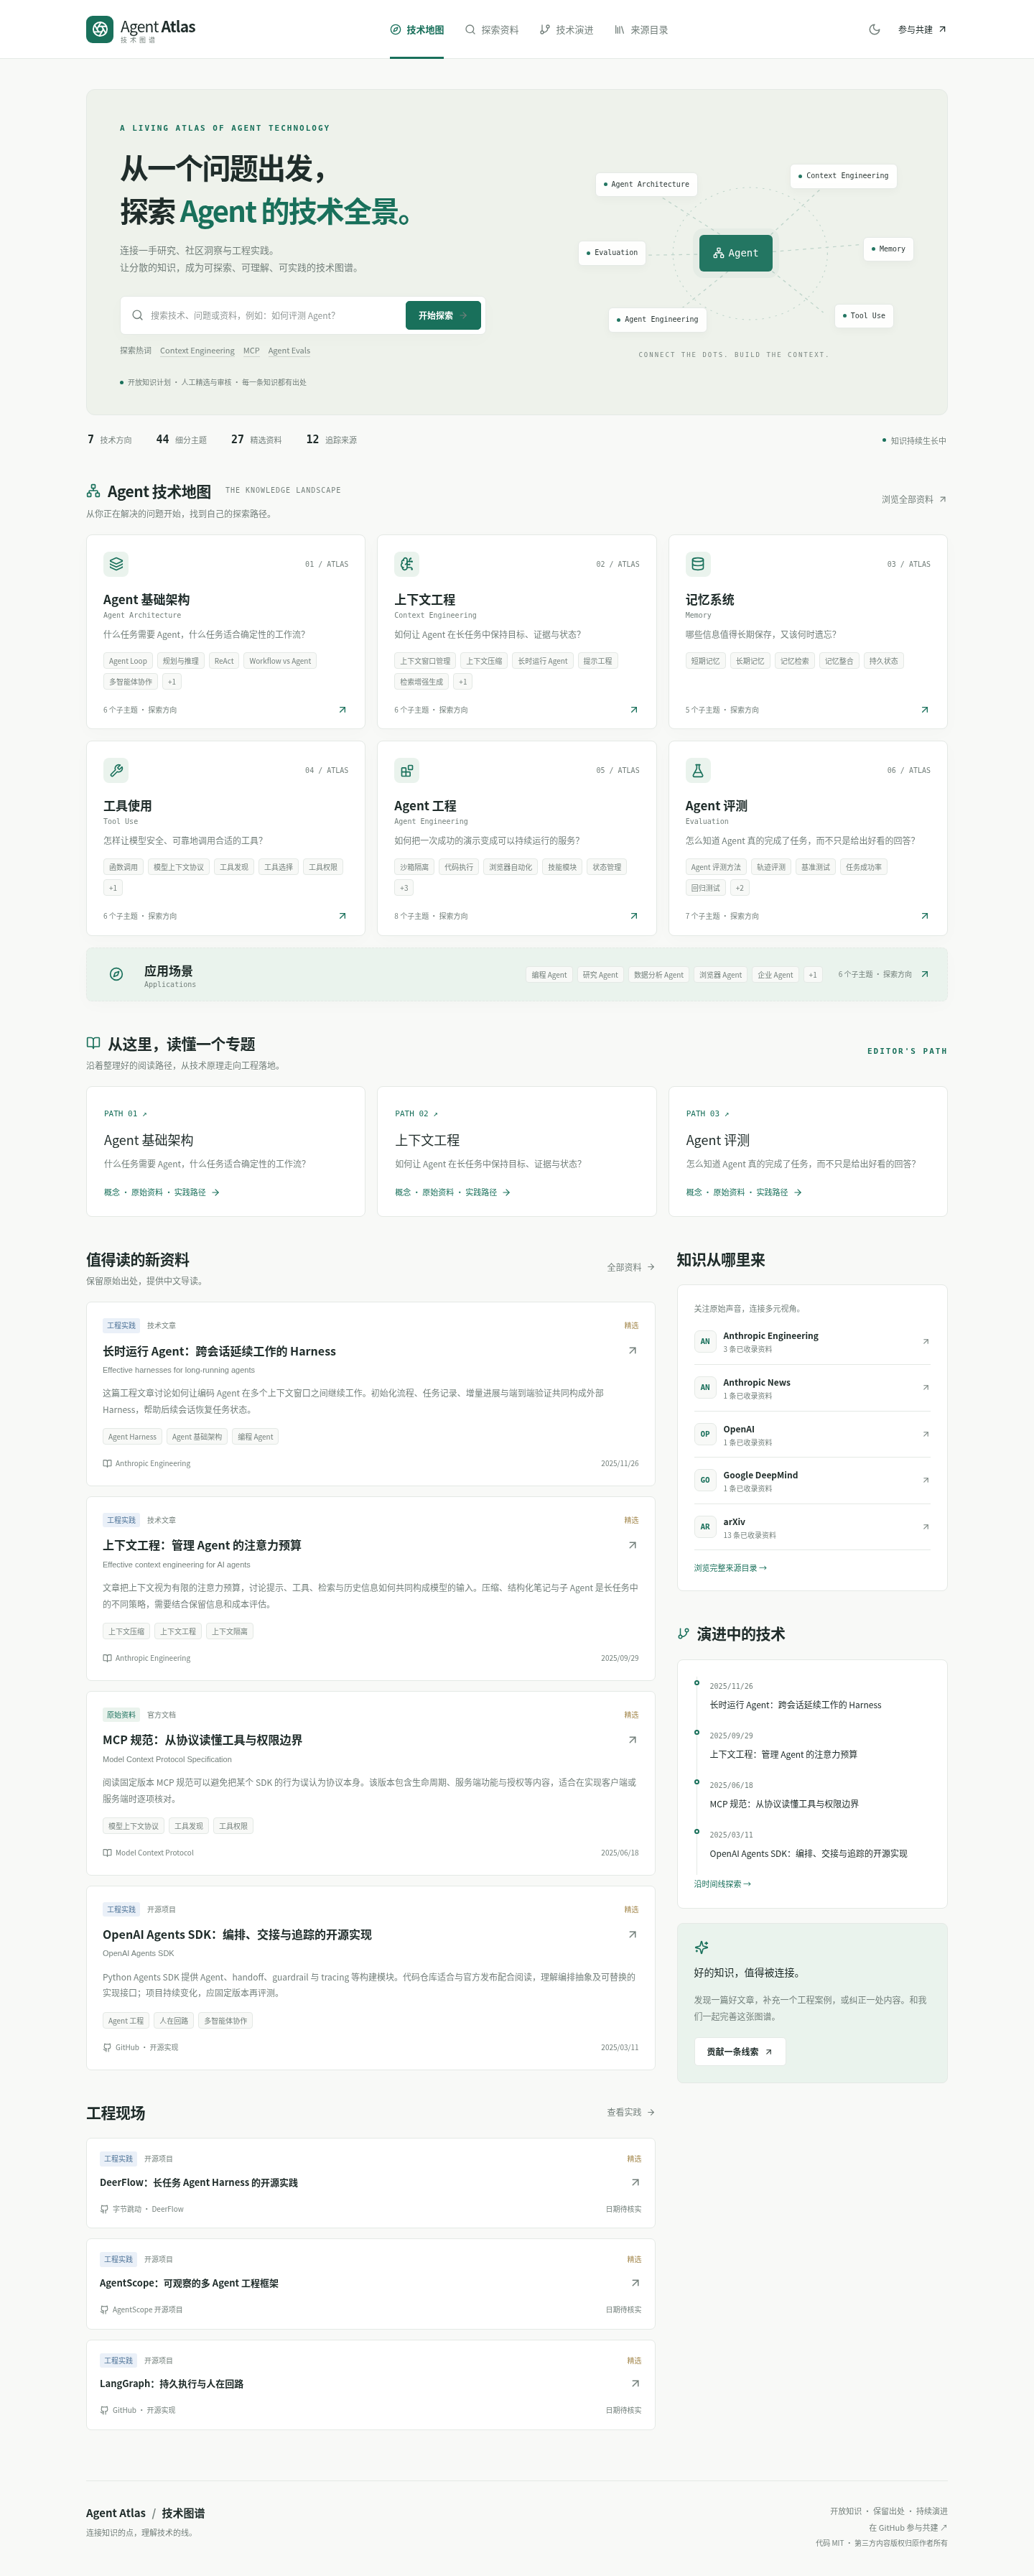 Agent Atlas
技术图谱
技术地图
探索资料
技术演进
来源目录
参与共建
A LIVING ATLAS OF AGENT TECHNOLOGY
从一个问题出发，
探索 Agent 的技术全景。
连接一手研究、社区洞察与工程实践。
让分散的知识，成为可探索、可理解、可实践的技术图谱。
搜索技术、问题或资料，例如：如何评测 Agent？
开始探索
探索热词 Context Engineering MCP Agent Evals
开放知识计划 · 人工精选与审核 · 每一条知识都有出处
Agent Architecture
Context Engineering
Evaluation
Agent
Memory
Agent Engineering
Tool Use
CONNECT THE DOTS. BUILD THE CONTEXT.
7 技术方向
44 细分主题
27 精选资料
12 追踪来源
知识持续生长中
Agent 技术地图
THE KNOWLEDGE LANDSCAPE
从你正在解决的问题开始，找到自己的探索路径。
浏览全部资料
01 / ATLAS
Agent 基础架构
Agent Architecture
什么任务需要 Agent，什么任务适合确定性的工作流？
Agent Loop 规划与推理 ReAct Workflow vs Agent
多智能体协作 +1
6 个子主题 · 探索方向
02 / ATLAS
上下文工程
Context Engineering
如何让 Agent 在长任务中保持目标、证据与状态？
上下文窗口管理 上下文压缩 长时运行 Agent 提示工程
检索增强生成 +1
6 个子主题 · 探索方向
03 / ATLAS
记忆系统
Memory
哪些信息值得长期保存，又该何时遗忘？
短期记忆 长期记忆 记忆检索 记忆整合 持久状态
5 个子主题 · 探索方向
04 / ATLAS
工具使用
Tool Use
怎样让模型安全、可靠地调用合适的工具？
函数调用 模型上下文协议 工具发现 工具选择 工具权限
+1
6 个子主题 · 探索方向
05 / ATLAS
Agent 工程
Agent Engineering
如何把一次成功的演示变成可以持续运行的服务？
沙箱隔离 代码执行 浏览器自动化 技能模块 状态管理
+3
8 个子主题 · 探索方向
06 / ATLAS
Agent 评测
Evaluation
怎么知道 Agent 真的完成了任务，而不只是给出好看的回答？
Agent 评测方法 轨迹评测 基准测试 任务成功率
回归测试 +2
7 个子主题 · 探索方向
应用场景
Applications
编程 Agent 研究 Agent 数据分析 Agent 浏览器 Agent 企业 Agent +1
6 个子主题 · 探索方向
从这里，读懂一个专题
沿着整理好的阅读路径，从技术原理走向工程落地。
EDITOR'S PATH
PATH 01 ↗
Agent 基础架构
什么任务需要 Agent，什么任务适合确定性的工作流？
概念 · 原始资料 · 实践路径 →
PATH 02 ↗
上下文工程
如何让 Agent 在长任务中保持目标、证据与状态？
概念 · 原始资料 · 实践路径 →
PATH 03 ↗
Agent 评测
怎么知道 Agent 真的完成了任务，而不只是给出好看的回答？
概念 · 原始资料 · 实践路径 →
值得读的新资料
保留原始出处，提供中文导读。
全部资料 →
工程实践 技术文章 精选
长时运行 Agent：跨会话延续工作的 Harness
Effective harnesses for long-running agents
这篇工程文章讨论如何让编码 Agent 在多个上下文窗口之间继续工作。初始化流程、任务记录、增量进展与端到端验证共同构成外部
Harness，帮助后续会话恢复任务状态。
Agent Harness Agent 基础架构 编程 Agent
Anthropic Engineering 2025/11/26
工程实践 技术文章 精选
上下文工程：管理 Agent 的注意力预算
Effective context engineering for AI agents
文章把上下文视为有限的注意力预算，讨论提示、工具、检索与历史信息如何共同构成模型的输入。压缩、结构化笔记与子 Agent 是长任务中
的不同策略，需要结合保留信息和成本评估。
上下文压缩 上下文工程 上下文隔离
Anthropic Engineering 2025/09/29
原始资料 官方文档 精选
MCP 规范：从协议读懂工具与权限边界
Model Context Protocol Specification
阅读固定版本 MCP 规范可以避免把某个 SDK 的行为误认为协议本身。该版本包含生命周期、服务端功能与授权等内容，适合在实现客户端或
服务端时逐项核对。
模型上下文协议 工具发现 工具权限
Model Context Protocol 2025/06/18
工程实践 开源项目 精选
OpenAI Agents SDK：编排、交接与追踪的开源实现
OpenAI Agents SDK
Python Agents SDK 提供 Agent、handoff、guardrail 与 tracing 等构建模块。代码仓库适合与官方发布配合阅读，理解编排抽象及可替换的
实现接口；项目持续变化，应固定版本再评测。
Agent 工程 人在回路 多智能体协作
GitHub · 开源实现 2025/03/11
工程现场
查看实践 →
工程实践 开源项目 精选
DeerFlow：长任务 Agent Harness 的开源实践
字节跳动 · DeerFlow 日期待核实
工程实践 开源项目 精选
AgentScope：可观察的多 Agent 工程框架
AgentScope 开源项目 日期待核实
工程实践 开源项目 精选
LangGraph：持久执行与人在回路
GitHub · 开源实现 日期待核实
知识从哪里来
关注原始声音，连接多元视角。
AN Anthropic Engineering
3 条已收录资料
AN Anthropic News
1 条已收录资料
OP OpenAI
1 条已收录资料
GO Google DeepMind
1 条已收录资料
AR arXiv
13 条已收录资料
浏览完整来源目录 →
演进中的技术
2025/11/26
长时运行 Agent：跨会话延续工作的 Harness
2025/09/29
上下文工程：管理 Agent 的注意力预算
2025/06/18
MCP 规范：从协议读懂工具与权限边界
2025/03/11
OpenAI Agents SDK：编排、交接与追踪的开源实现
沿时间线探索 →
好的知识，值得被连接。
发现一篇好文章，补充一个工程案例，或纠正一处内容。和我
们一起完善这张图谱。
贡献一条线索
Agent Atlas / 技术图谱
连接知识的点，理解技术的线。
开放知识 · 保留出处 · 持续演进
在 GitHub 参与共建 ↗
代码 MIT · 第三方内容版权归原作者所有